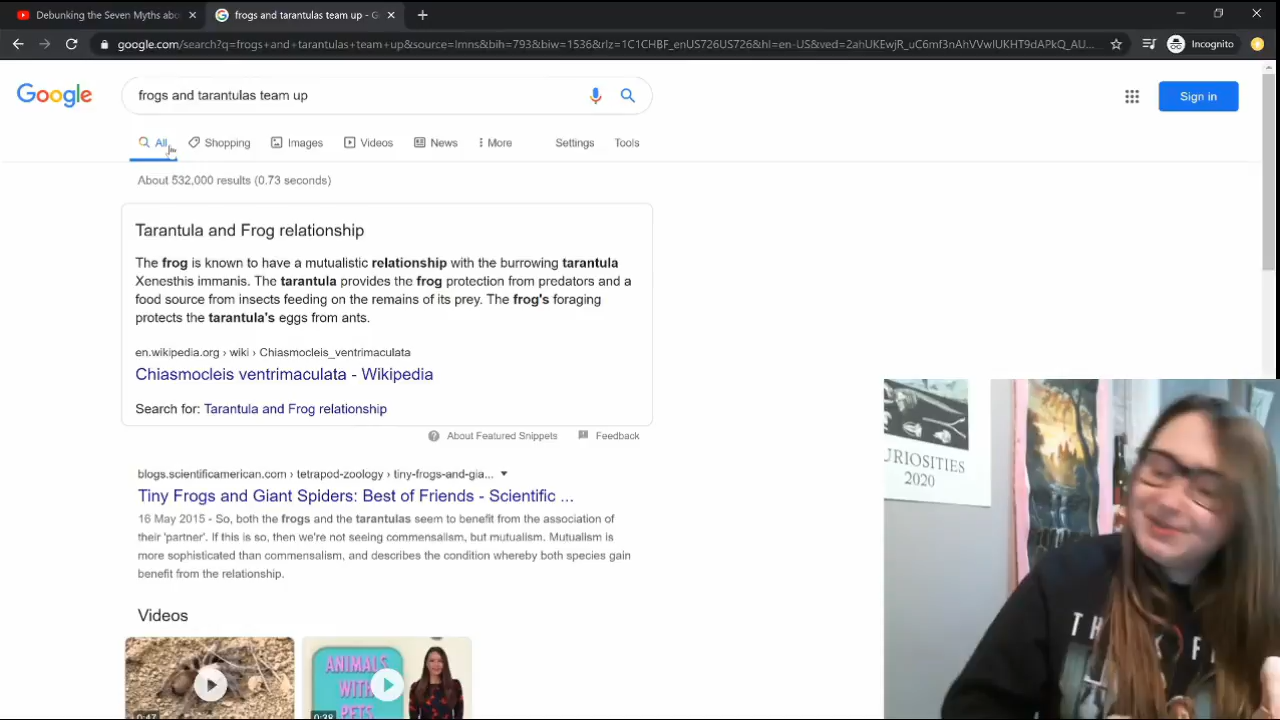 Debunking the Seven Myths abo
frogs and tarantulas team up - G
google.com/search?q=frogs+and+tarantulas+team+up&source=lmns&bih=793&biw=1536&rlz=1C1CHBF_enUS726US726&hl=en-US&ved=2ahUKEwjR_uC6mf3nAhVVwlUKHT9dAPkQ_AU...
Incognito
Google
frogs and tarantulas team up
Sign in
All
Shopping
Images
Videos
News
More
Settings
Tools
About 532,000 results (0.73 seconds)
Tarantula and Frog relationship
The frog is known to have a mutualistic relationship with the burrowing tarantula
Xenesthis immanis. The tarantula provides the frog protection from predators and a
food source from insects feeding on the remains of its prey. The frog's foraging
protects the tarantula's eggs from ants.
en.wikipedia.org › wiki › Chiasmocleis_ventrimaculata
Chiasmocleis ventrimaculata - Wikipedia
Search for: Tarantula and Frog relationship
About Featured Snippets
Feedback
blogs.scientificamerican.com › tetrapod-zoology › tiny-frogs-and-gia...
Tiny Frogs and Giant Spiders: Best of Friends - Scientific ...
16 May 2015 - So, both the frogs and the tarantulas seem to benefit from the association of
their 'partner'. If this is so, then we're not seeing commensalism, but mutualism. Mutualism is
more sophisticated than commensalism, and describes the condition whereby both species gain
benefit from the relationship.
Videos
0:47
ANIMALS
WITH
PETS
0:38
URIOSITIES
2020